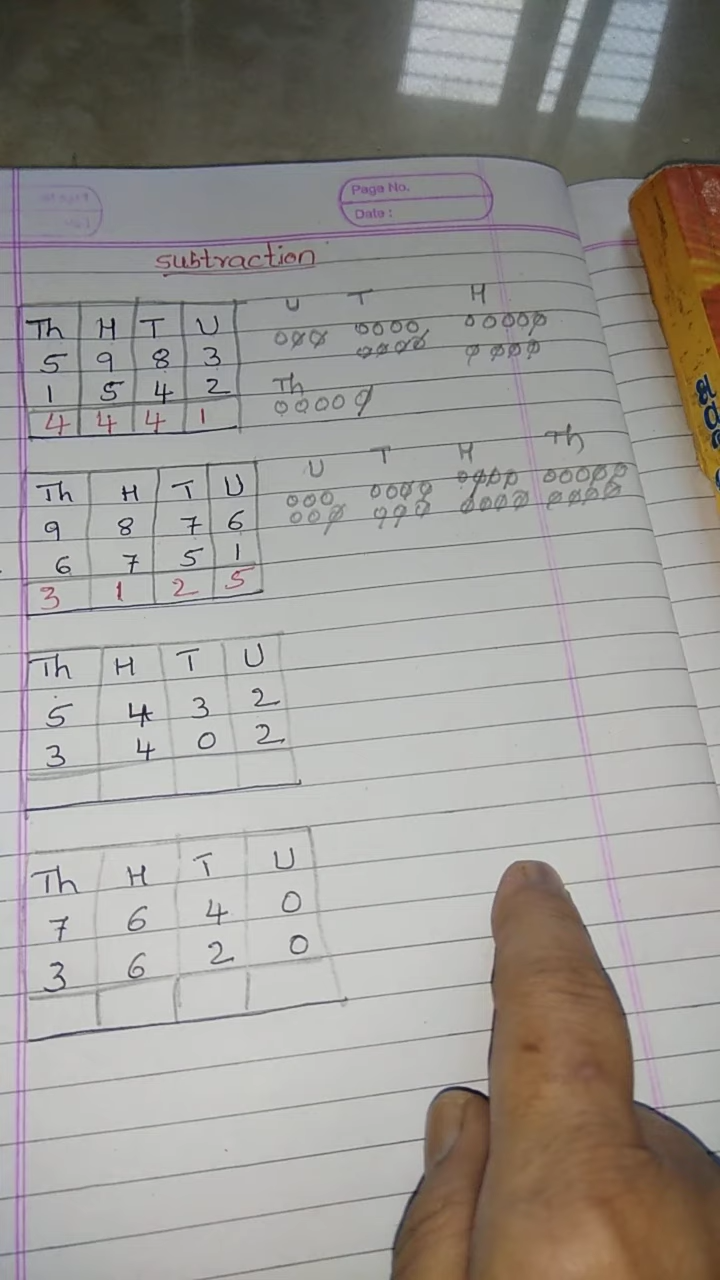 Page No.
Date :
subtraction
Th H T U
5 9 8 3
1 5 4 2
4 4 4 1
U T H
Th
Th H T U
9 8 7 6
6 7 5 1
3 1 2 5
U T H Th
Th H T U
5 4 3 2
3 4 0 2
Th H T U
7 6 4 0
3 6 2 0